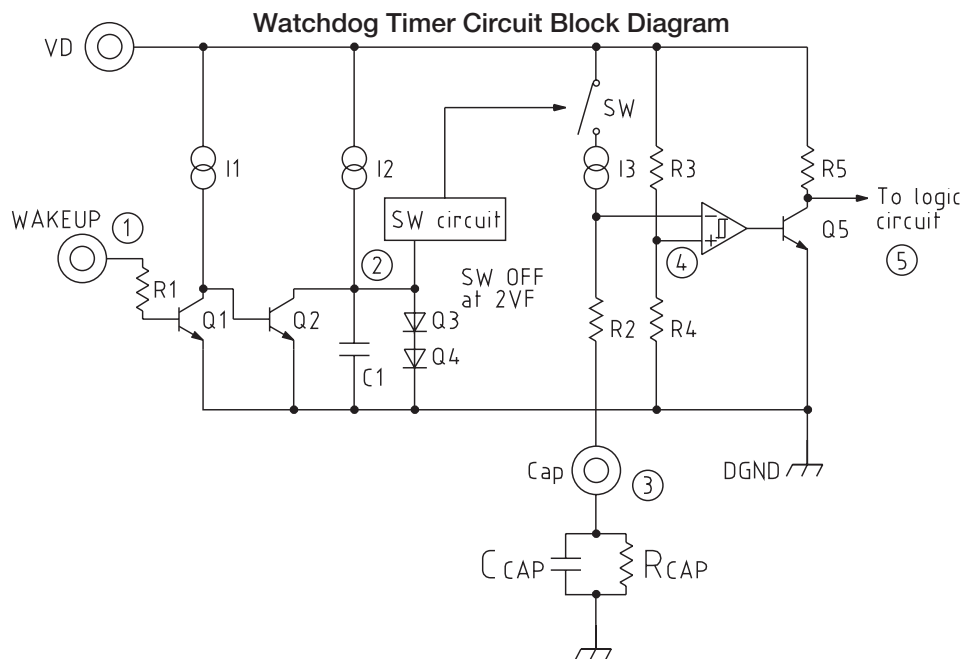 Watchdog Timer Circuit Block Diagram
VD
SW
I1
I2
I3
R3
R5
WAKEUP
1
SW circuit
To logic
circuit
Q5
2
4
5
SW OFF
at 2VF
R1
Q1
Q2
Q3
R2
R4
Q4
C1
Cap
3
DGND
CCAP
RCAP